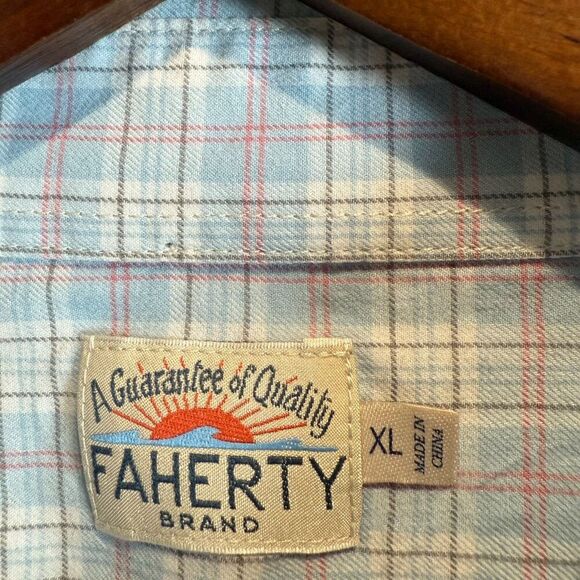 A Guarantee of Quality
FAHERTY
BRAND
XL
MADE IN
CHINA